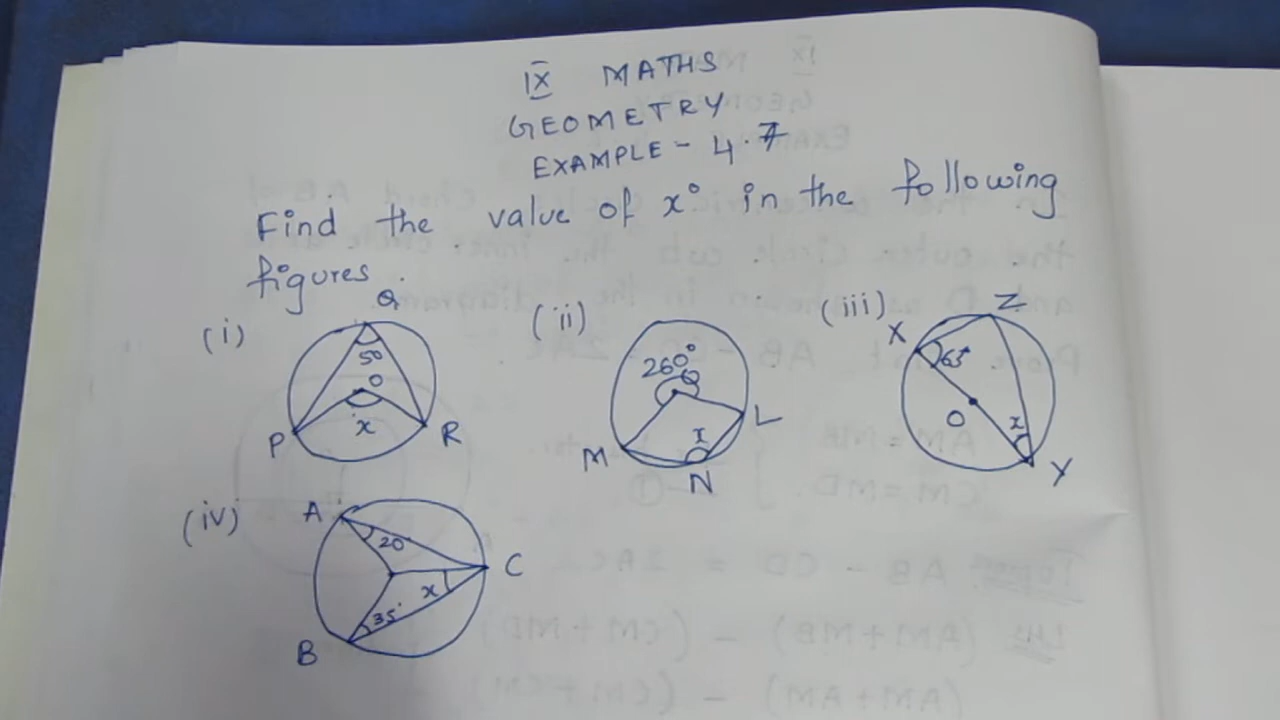 IX MATHS
GEOMETRY
EXAMPLE - 4.7
Find the value of x° in the following
figures.
(i)
Q
50
O
x
P
R
(ii)
260°
O
x
M
N
L
(iii)
X
Z
63°
O
x
Y
(iv)
A
20°
C
x
35°
B